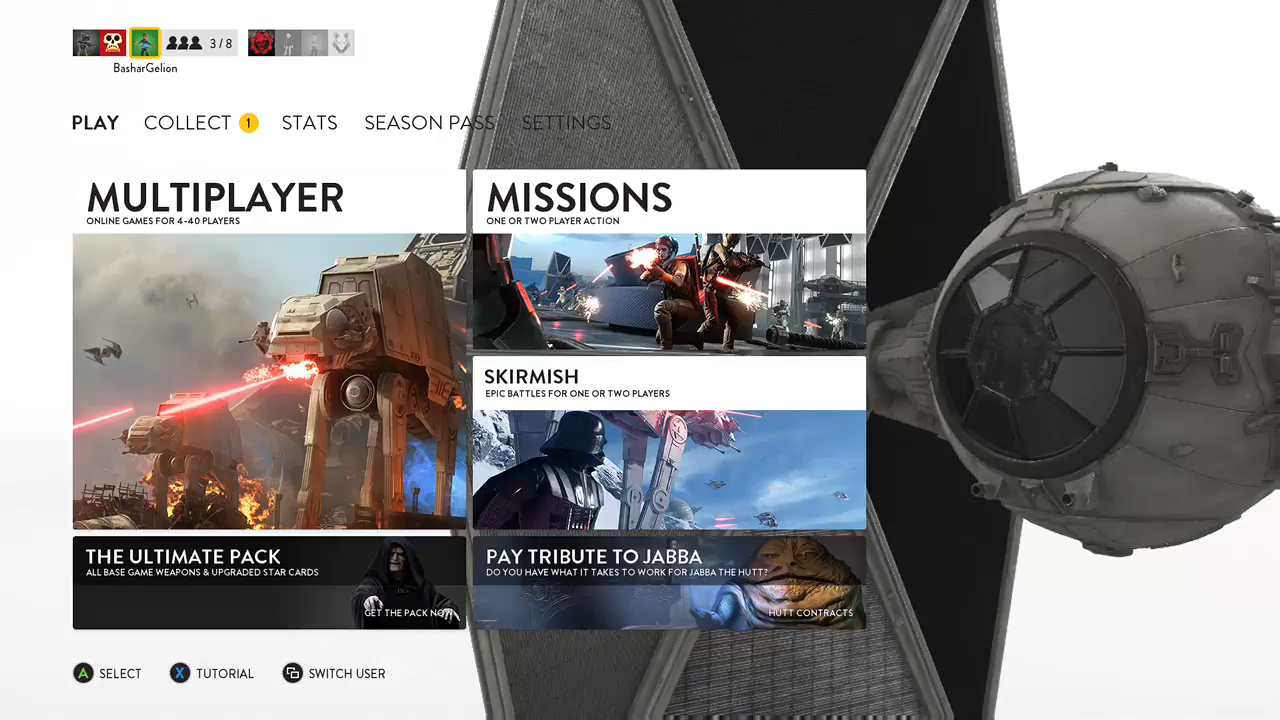 3/8
BasharGelion
PLAY COLLECT 1 STATS SEASON PASS SETTINGS
MULTIPLAYER
ONLINE GAMES FOR 4-40 PLAYERS
MISSIONS
ONE OR TWO PLAYER ACTION
SKIRMISH
EPIC BATTLES FOR ONE OR TWO PLAYERS
THE ULTIMATE PACK
ALL BASE GAME WEAPONS & UPGRADED STAR CARDS
GET THE PACK NOW
PAY TRIBUTE TO JABBA
DO YOU HAVE WHAT IT TAKES TO WORK FOR JABBA THE HUTT?
HUTT CONTRACTS
A SELECT X TUTORIAL SWITCH USER